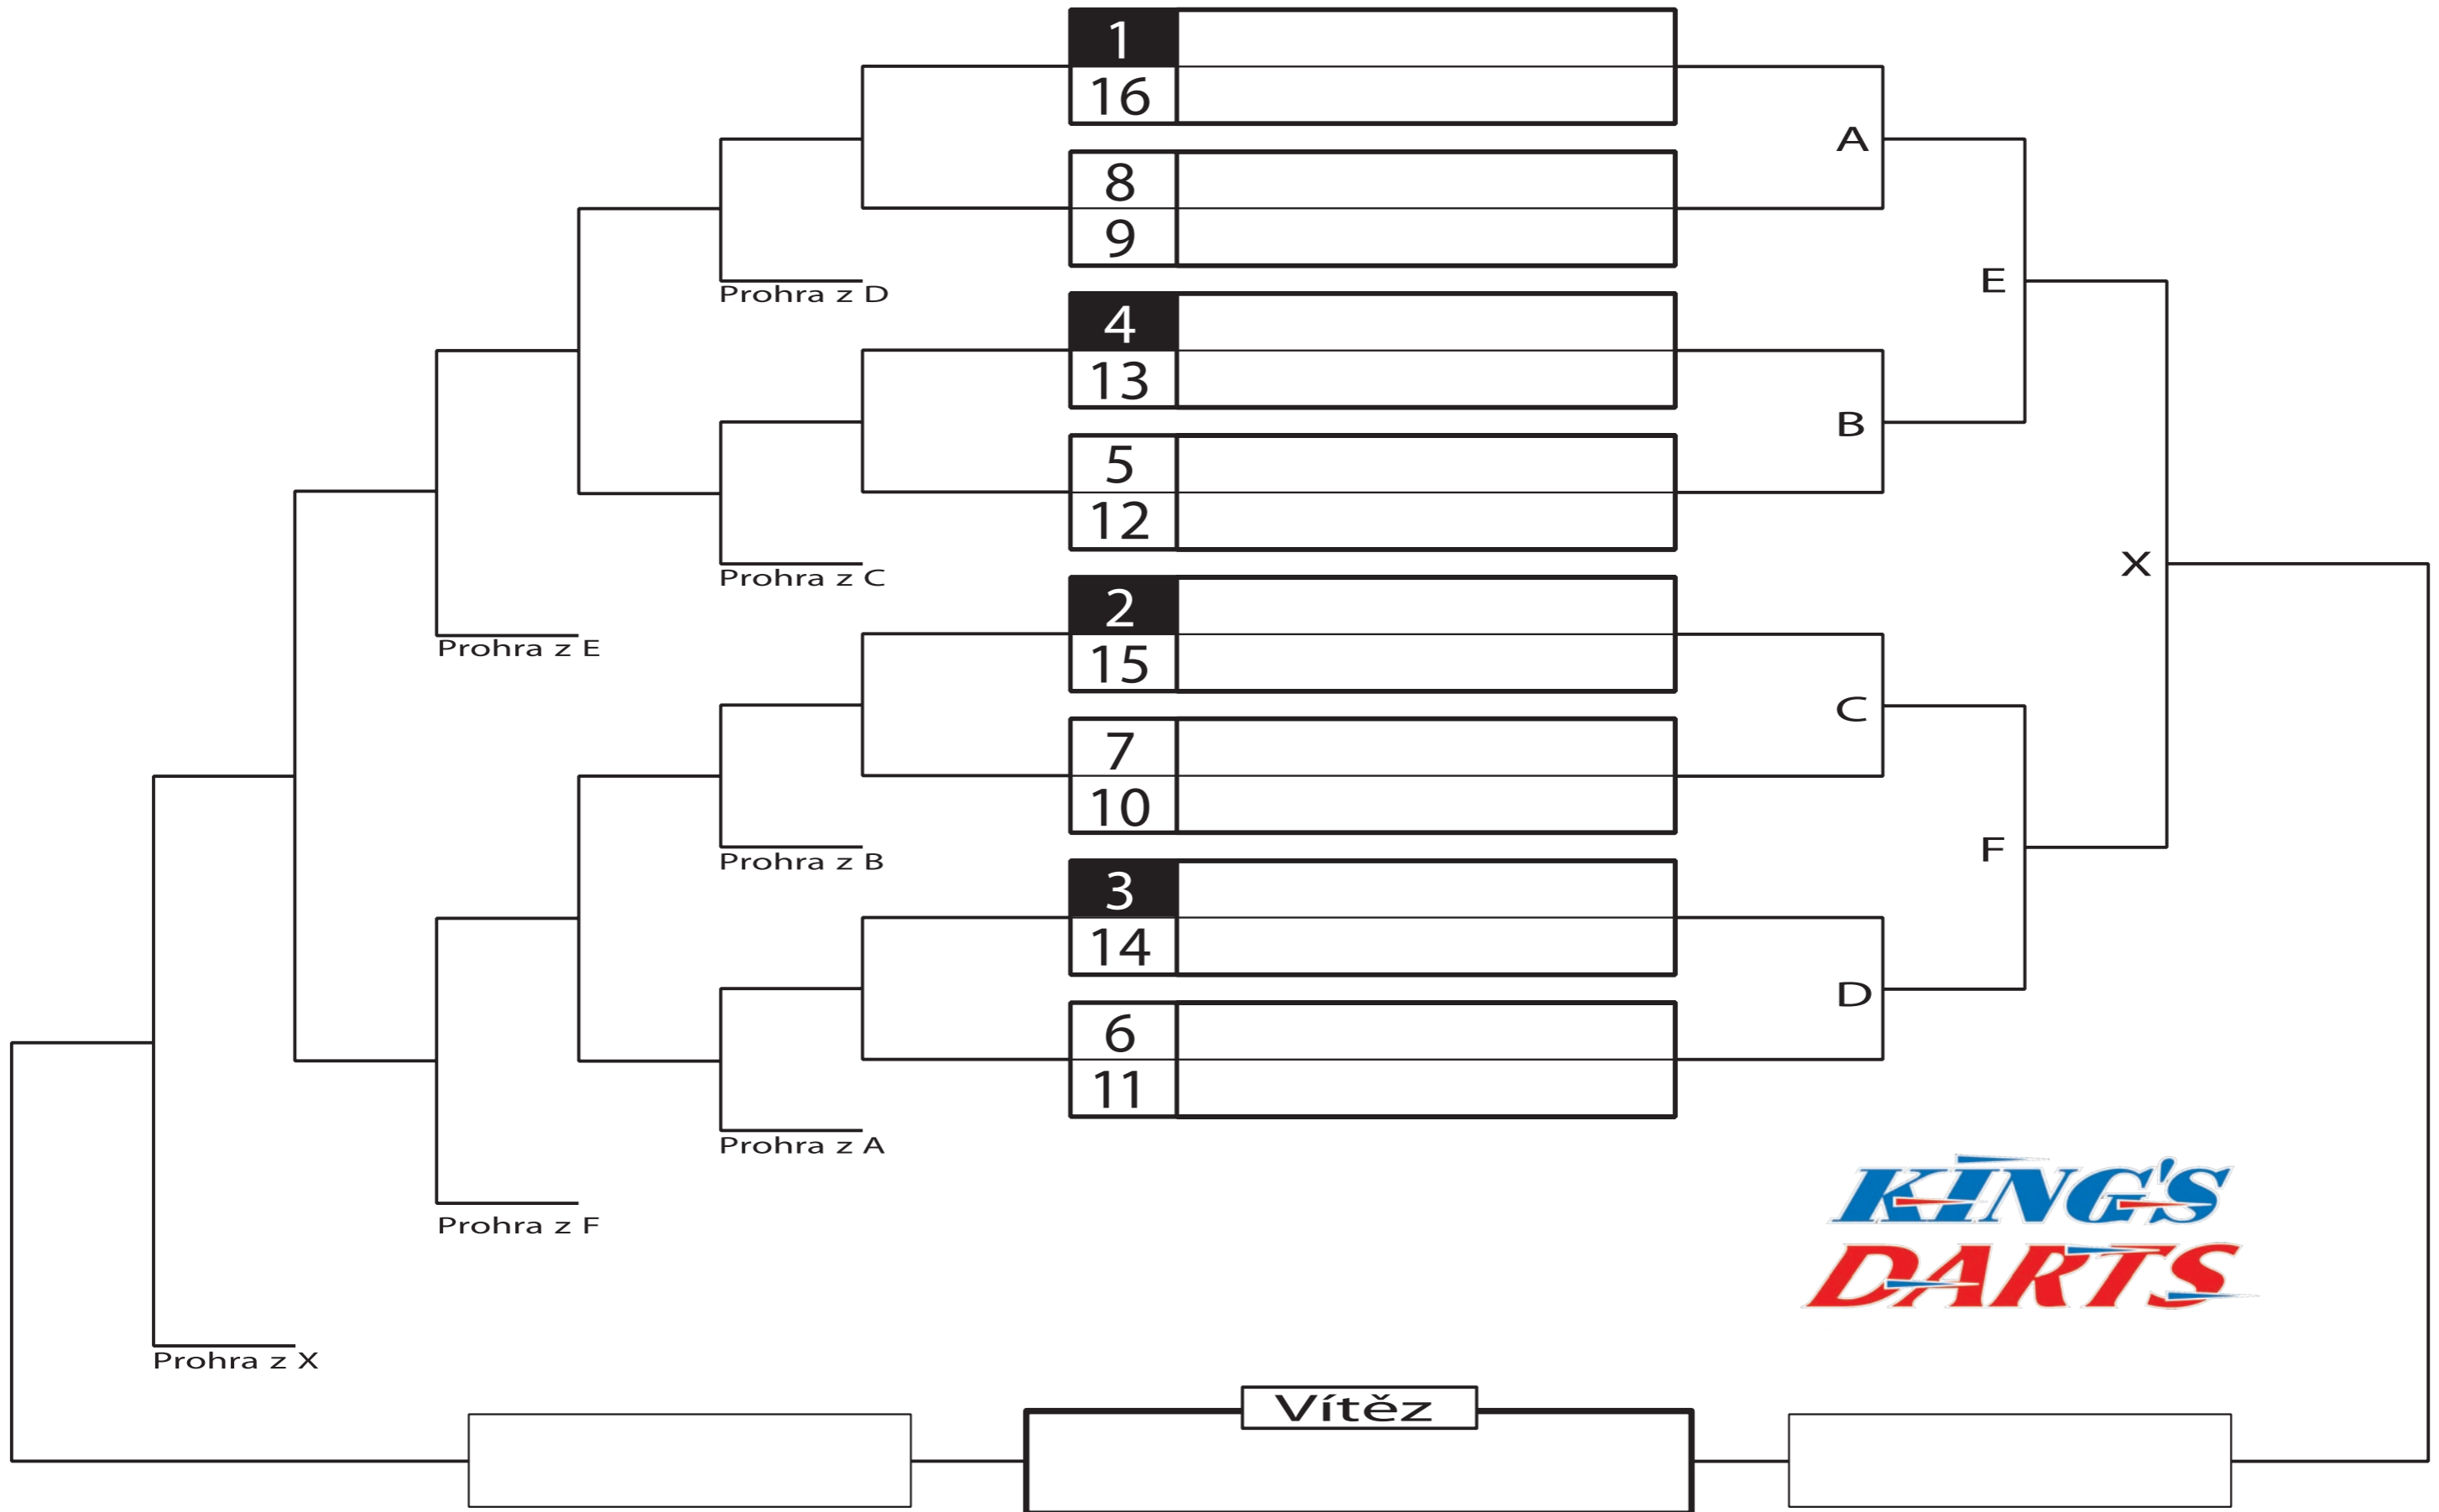 1
16
A
8
9
E
Prohra z D
4
13
B
5
12
X
Prohra z C
2
15
Prohra z E
C
7
10
F
Prohra z B
3
14
D
6
11
Prohra z A
KING'S
DARTS
Prohra z F
Prohra z X
Vítěz